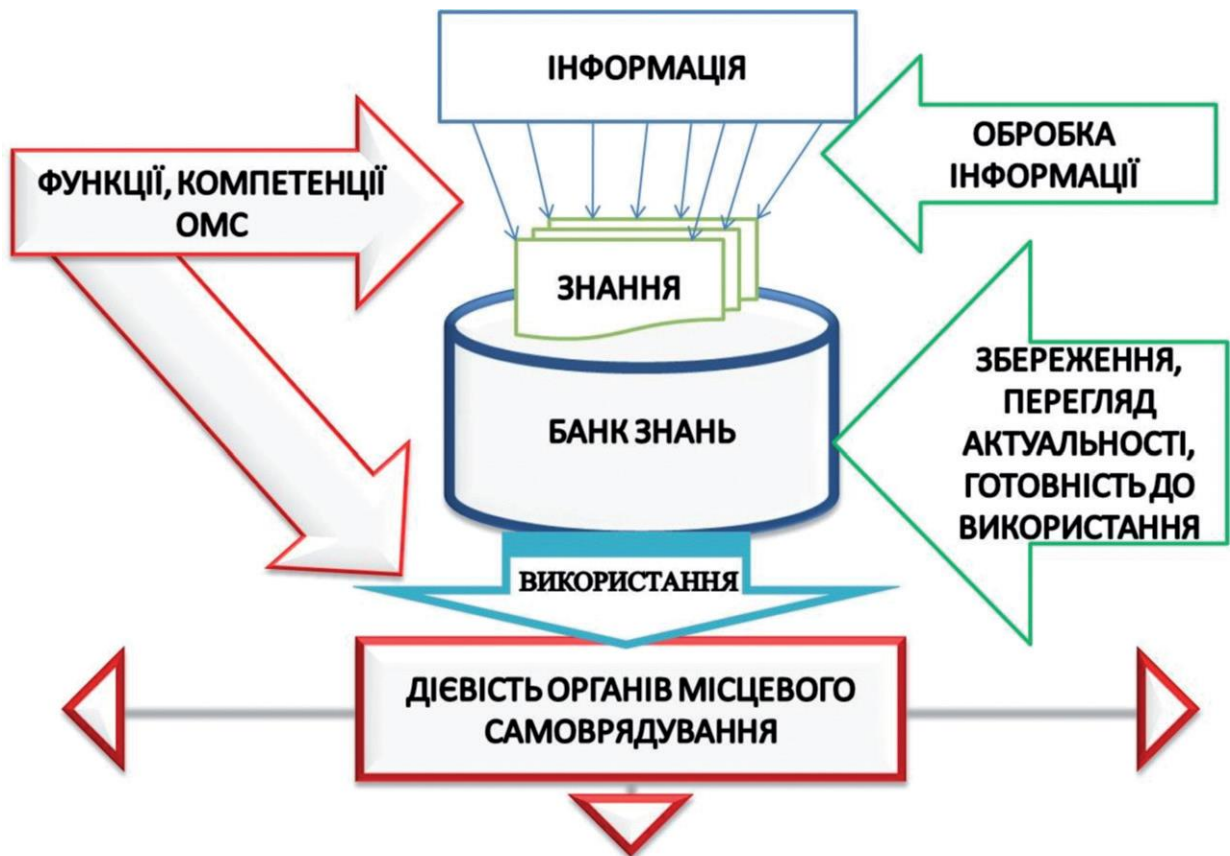 ІНФОРМАЦІЯ
ОБРОБКА
ІНФОРМАЦІЇ
ФУНКЦІЇ, КОМПЕТЕНЦІЇ
ОМС
ЗНАННЯ
БАНК ЗНАНЬ
ЗБЕРЕЖЕННЯ,
ПЕРЕГЛЯД
АКТУАЛЬНОСТІ,
ГОТОВНІСТЬ ДО
ВИКОРИСТАННЯ
ВИКОРИСТАННЯ
ДІЄВІСТЬ ОРГАНІВ МІСЦЕВОГО
САМОВРЯДУВАННЯ